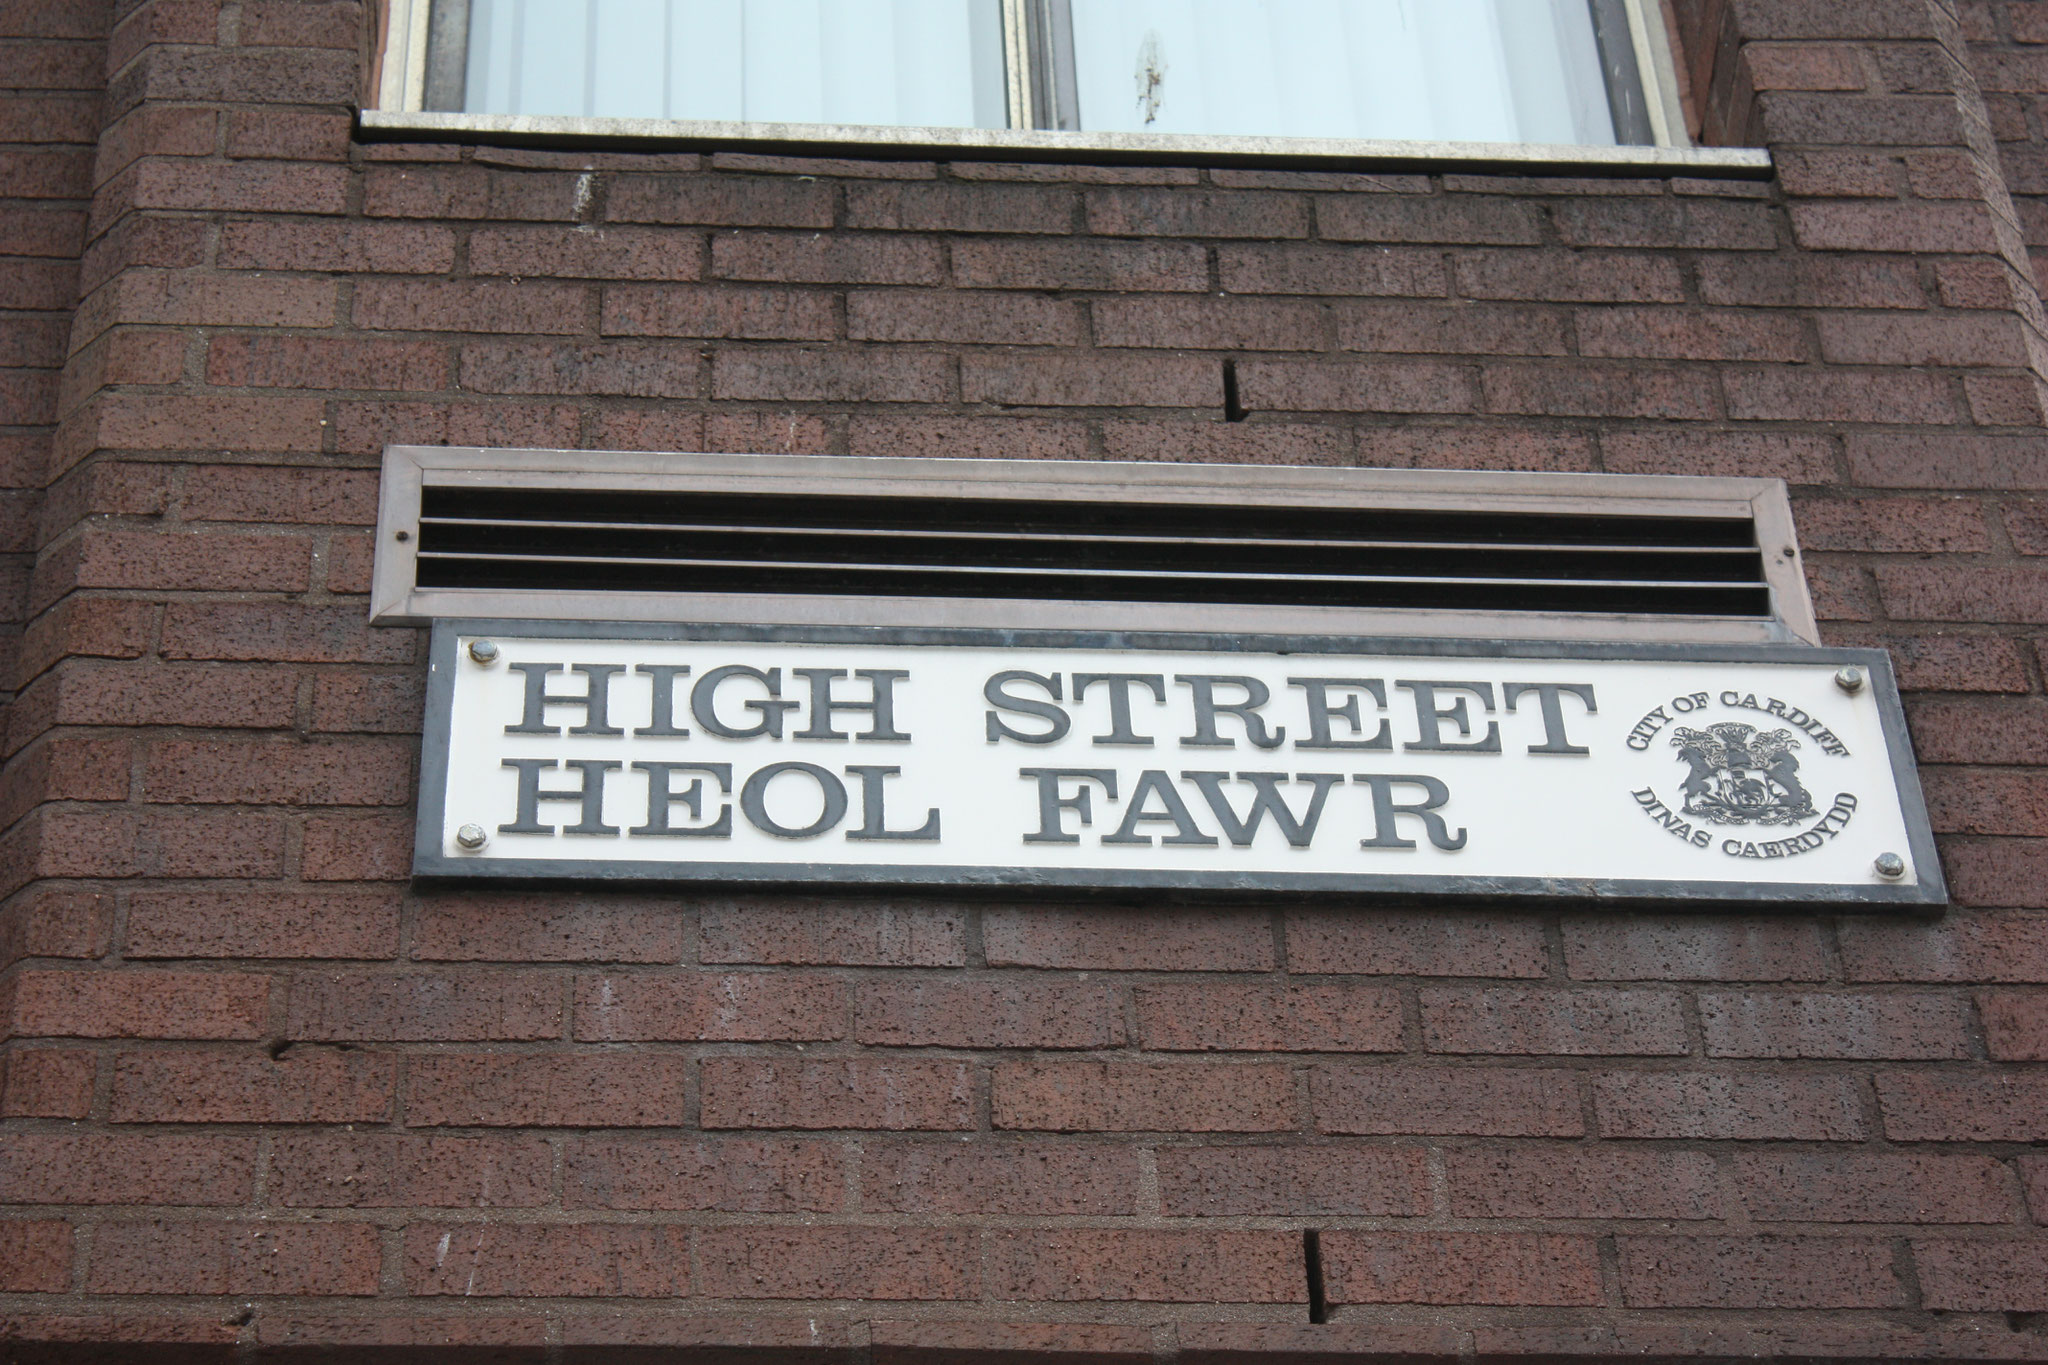 HIGH STREET
HEOL FAWR
CITY OF CARDIFF
DINAS CAERDYDD